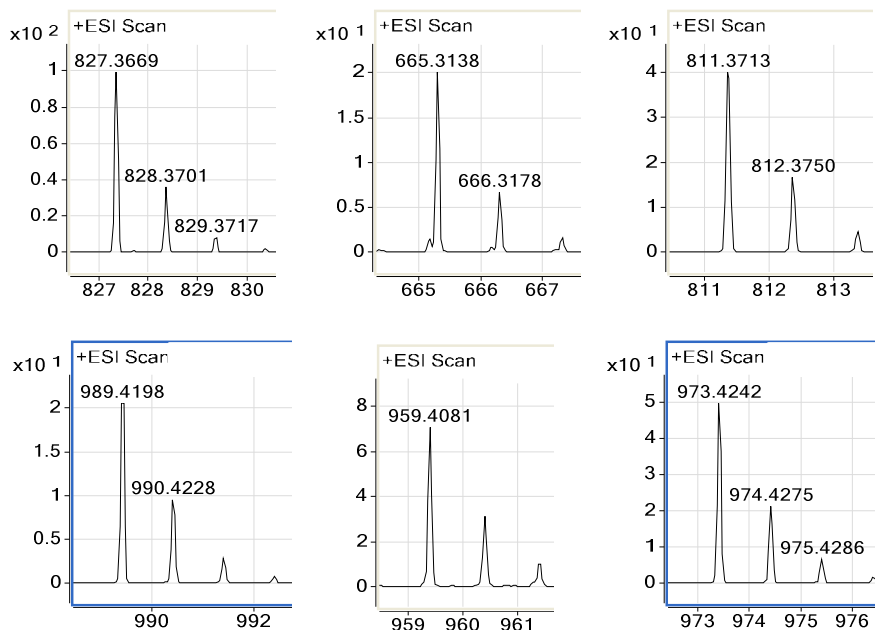 +ESI Scan
x10 2
827.3669
1
0.8
828.3701
0.6
0.4
829.3717
0.2
0
827 828 829 830
+ESI Scan
x10 1
665.3138
2
1.5
666.3178
1
0.5
0
665 666 667
+ESI Scan
x10 1
811.3713
4
3
812.3750
2
1
0
811 812 813
+ESI Scan
x10 1
989.4198
2
1.5
990.4228
1
0.5
0
990 992
+ESI Scan
8
959.4081
6
4
2
0
959 960 961
+ESI Scan
x10 1
973.4242
5
4
3
974.4275
2
975.4286
1
0
973 974 975 976